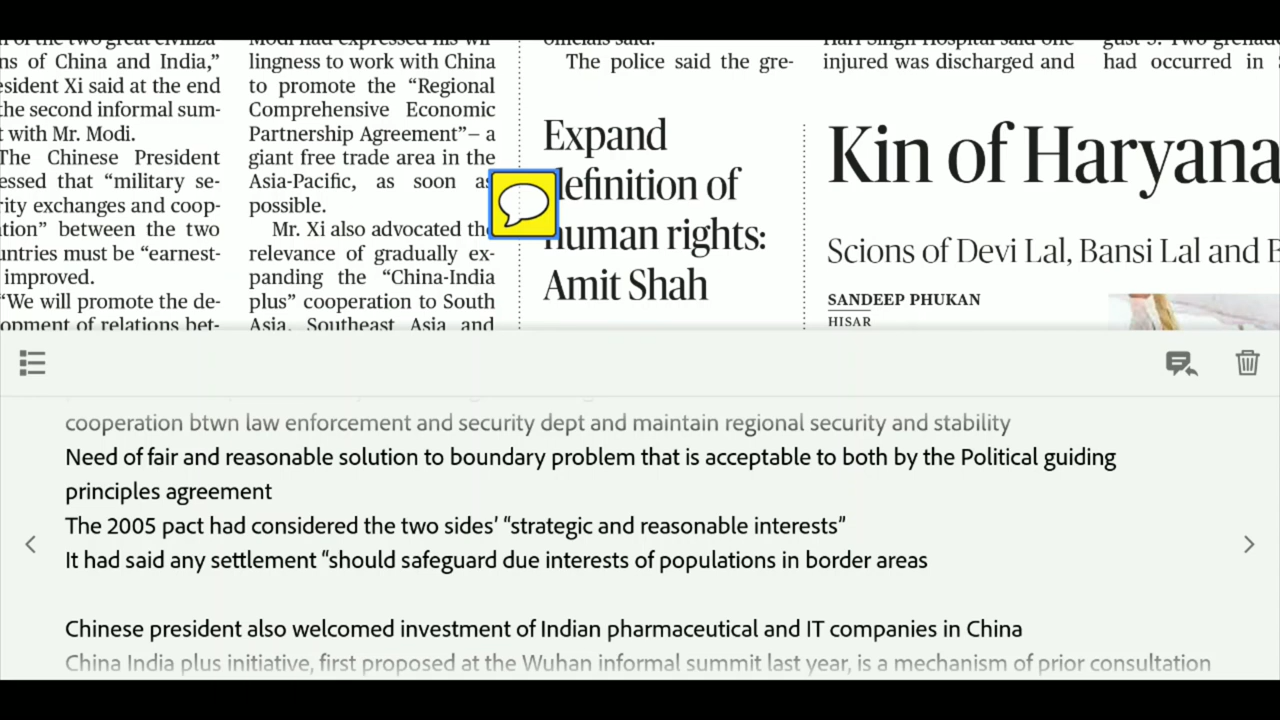 ns of China and India,”
esident Xi said at the end
the second informal sum-
t with Mr. Modi.
The Chinese President
essed that “military se-
rity exchanges and coop-
tion” between the two
untries must be “earnest-
improved.
“We will promote the de-
opment of relations bet-
Modi had expressed his wil-
lingness to work with China
to promote the “Regional
Comprehensive Economic
Partnership Agreement”– a
giant free trade area in the
Asia-Pacific, as soon as
possible.
Mr. Xi also advocated the
relevance of gradually ex-
panding the “China-India
plus” cooperation to South
Asia, Southeast Asia and
officials said.
The police said the gre-
Expand
definition of
human rights:
Amit Shah
Hari Singh Hospital said one
injured was discharged and
gust 5. Two grenad
had occurred in
Kin of Haryana
Scions of Devi Lal, Bansi Lal and B
SANDEEP PHUKAN
HISAR
cooperation btwn law enforcement and security dept and maintain regional security and stability
Need of fair and reasonable solution to boundary problem that is acceptable to both by the Political guiding
principles agreement
The 2005 pact had considered the two sides’ “strategic and reasonable interests”
It had said any settlement “should safeguard due interests of populations in border areas
Chinese president also welcomed investment of Indian pharmaceutical and IT companies in China
China India plus initiative, first proposed at the Wuhan informal summit last year, is a mechanism of prior consultation